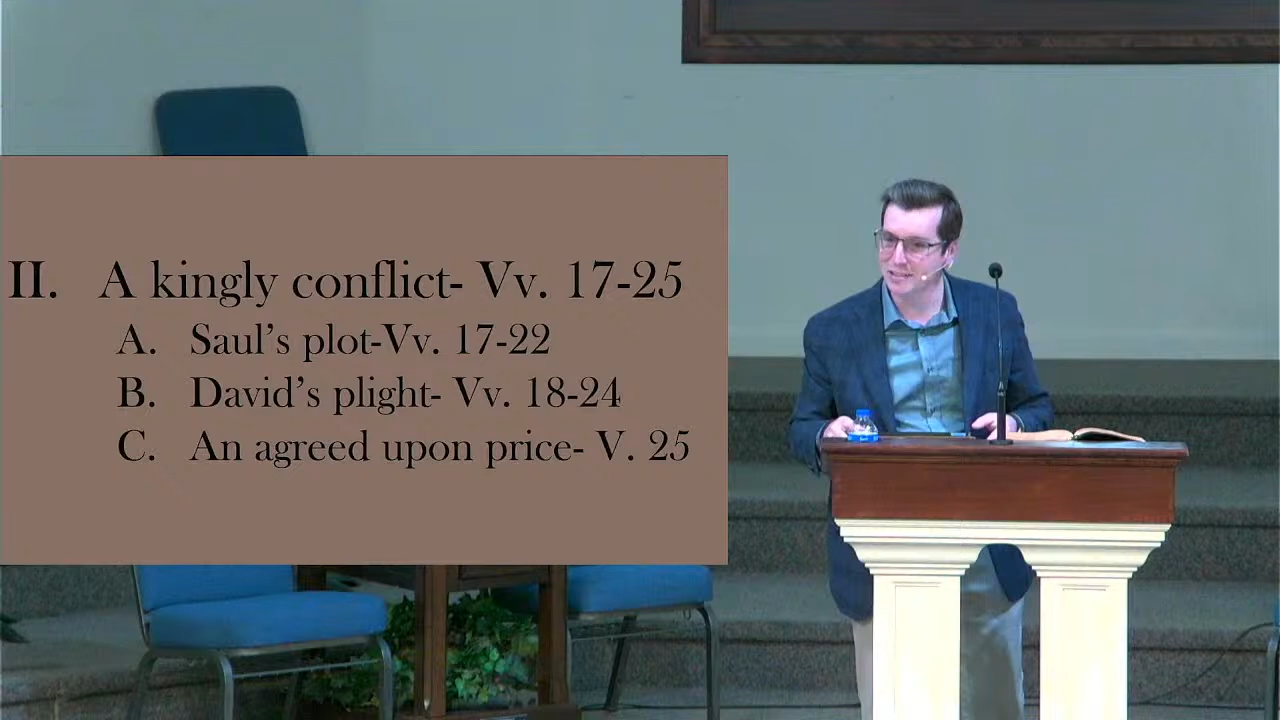 II. A kingly conflict- Vv. 17-25
A. Saul's plot-Vv. 17-22
B. David's plight- Vv. 18-24
C. An agreed upon price- V. 25